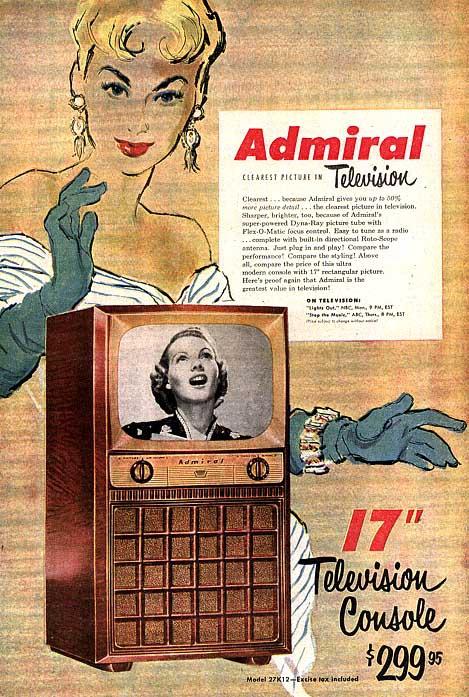 Admiral
CLEAREST PICTURE IN Television
Clearest . . . because Admiral gives you up to 50%
more picture detail . . . the clearest picture in television.
Sharper, brighter, too, because of Admiral's
super-powered Dyna-Ray picture tube with
Flex-O-Matic focus control. Easy to tune as a radio
. . . complete with built-in directional Roto-Scope
antenna. Just plug in and play! Compare the
performance! Compare the styling! Above
all, compare the price of this ultra
modern console with 17" rectangular picture.
Here's proof again that Admiral is the
greatest value in television!
ON TELEVISION:
"Lights Out," NBC, Mon., 9 PM, EST
"Stop the Music," ABC, Thurs., 8 PM, EST
(Price subject to change without notice)
Admiral
17"
Television
Console
$299 95
Model 27K12—Excise tax included